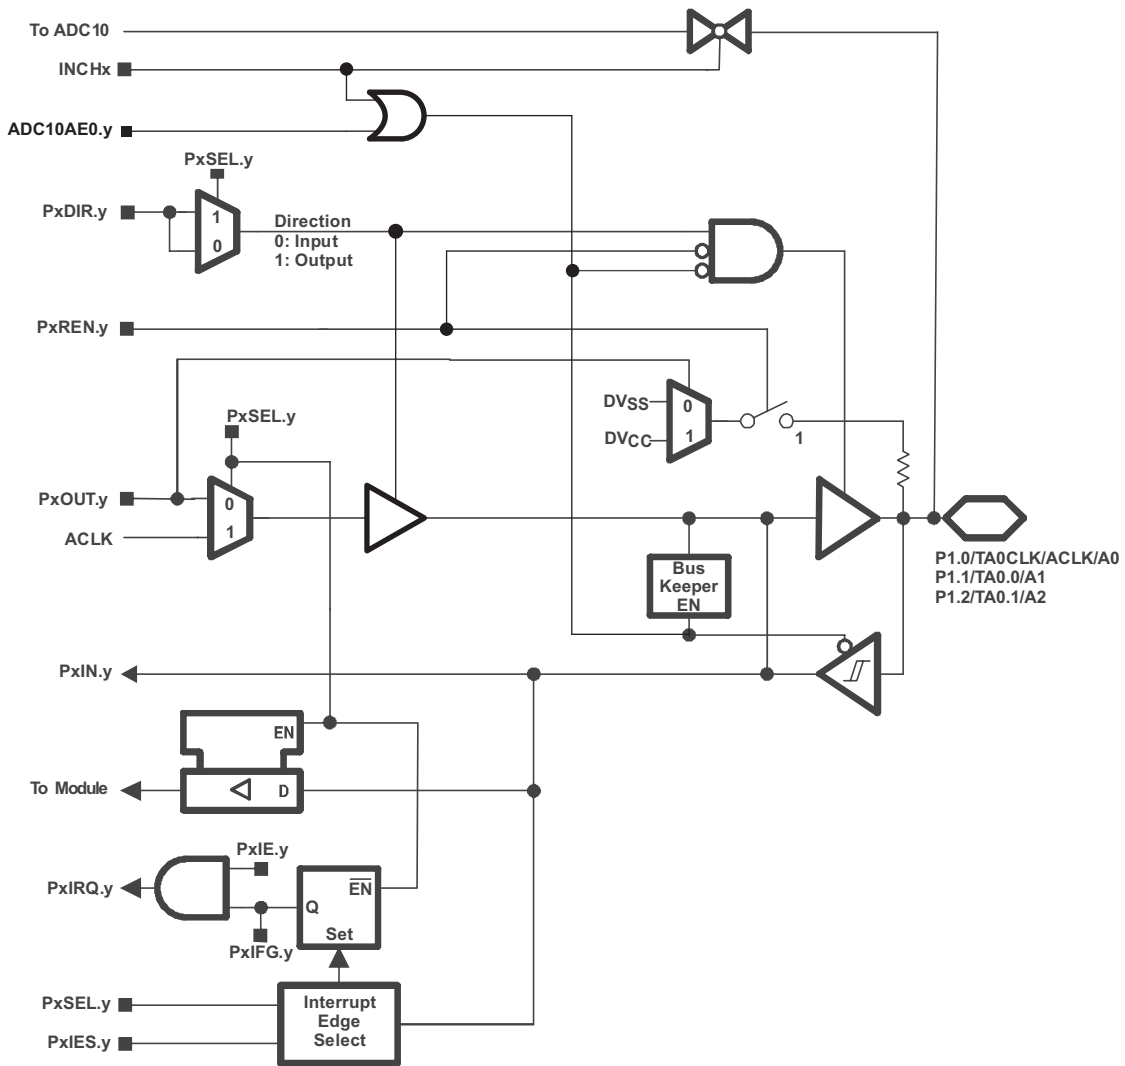 To ADC10
INCHx
ADC10AE0.y
PxSEL.y
PxDIR.y
1
0
Direction
0: Input
1: Output
PxREN.y
DVSS
0
DVCC
1
1
PxSEL.y
PxOUT.y
0
ACLK
1
Bus
Keeper
EN
P1.0/TA0CLK/ACLK/A0
P1.1/TA0.0/A1
P1.2/TA0.1/A2
PxIN.y
EN
To Module
D
PxIE.y
PxIRQ.y
EN
Q
Set
PxIFG.y
PxSEL.y
PxIES.y
Interrupt
Edge
Select